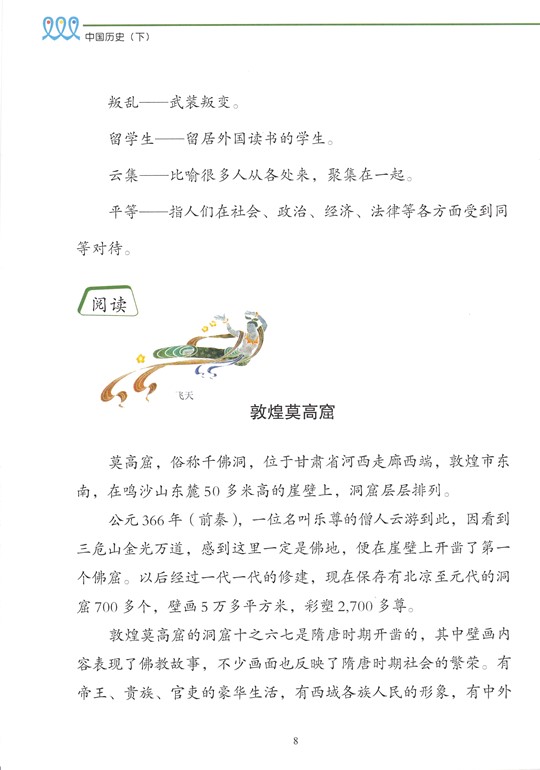 中国历史（下）
叛乱——武装叛变。
留学生——留居外国读书的学生。
云集——比喻很多人从各处来，聚集在一起。
平等——指人们在社会、政治、经济、法律等各方面受到同
等对待。
阅读
飞天
敦煌莫高窟
莫高窟，俗称千佛洞，位于甘肃省河西走廊西端，敦煌市东
南，在鸣沙山东麓50多米高的崖壁上，洞窟层层排列。
公元366年（前秦），一位名叫乐尊的僧人云游到此，因看到
三危山金光万道，感到这里一定是佛地，便在崖壁上开凿了第一
个佛窟。以后经过一代一代的修建，现在保存有北凉至元代的洞
窟700多个，壁画5万多平方米，彩塑2,700多尊。
敦煌莫高窟的洞窟十之六七是隋唐时期开凿的，其中壁画内
容表现了佛教故事，不少画面也反映了隋唐时期社会的繁荣。有
帝王、贵族、官吏的豪华生活，有西域各族人民的形象，有中外
8